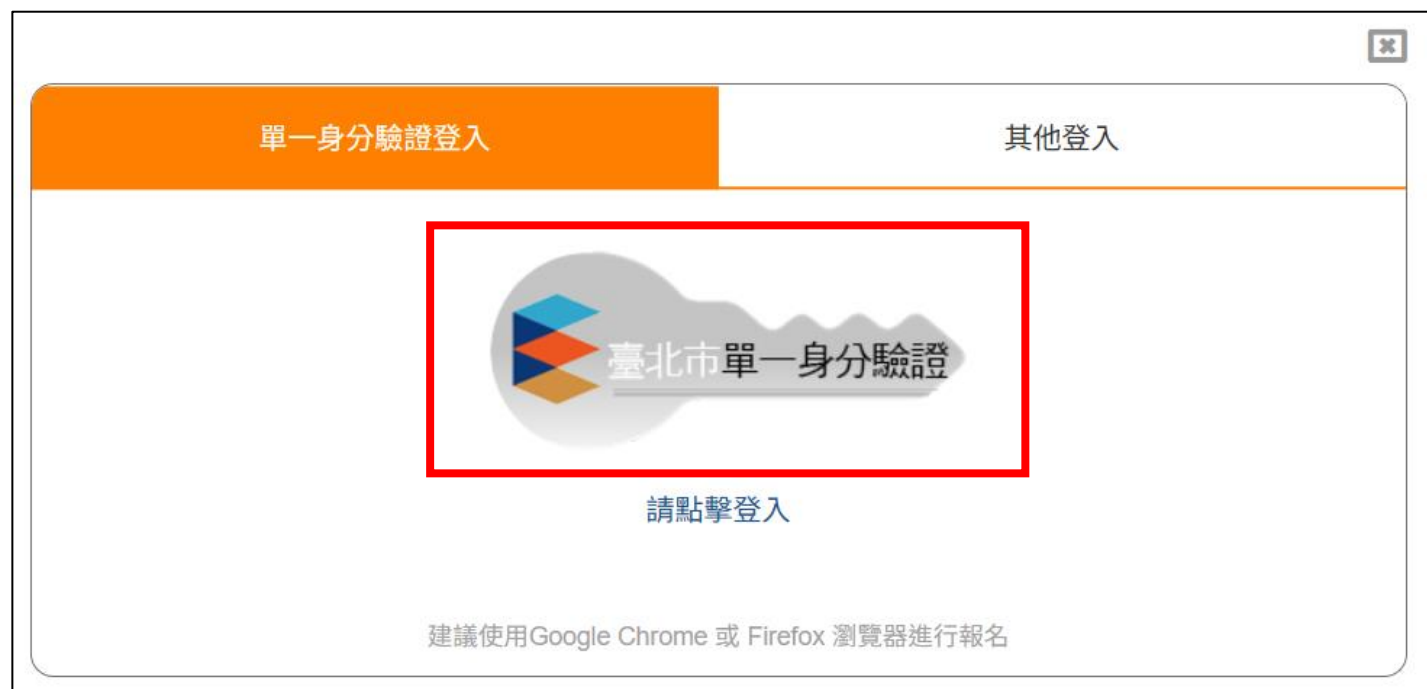 單一身分驗證登入
其他登入
臺北市單一身分驗證
請點擊登入
建議使用Google Chrome 或 Firefox 瀏覽器進行報名